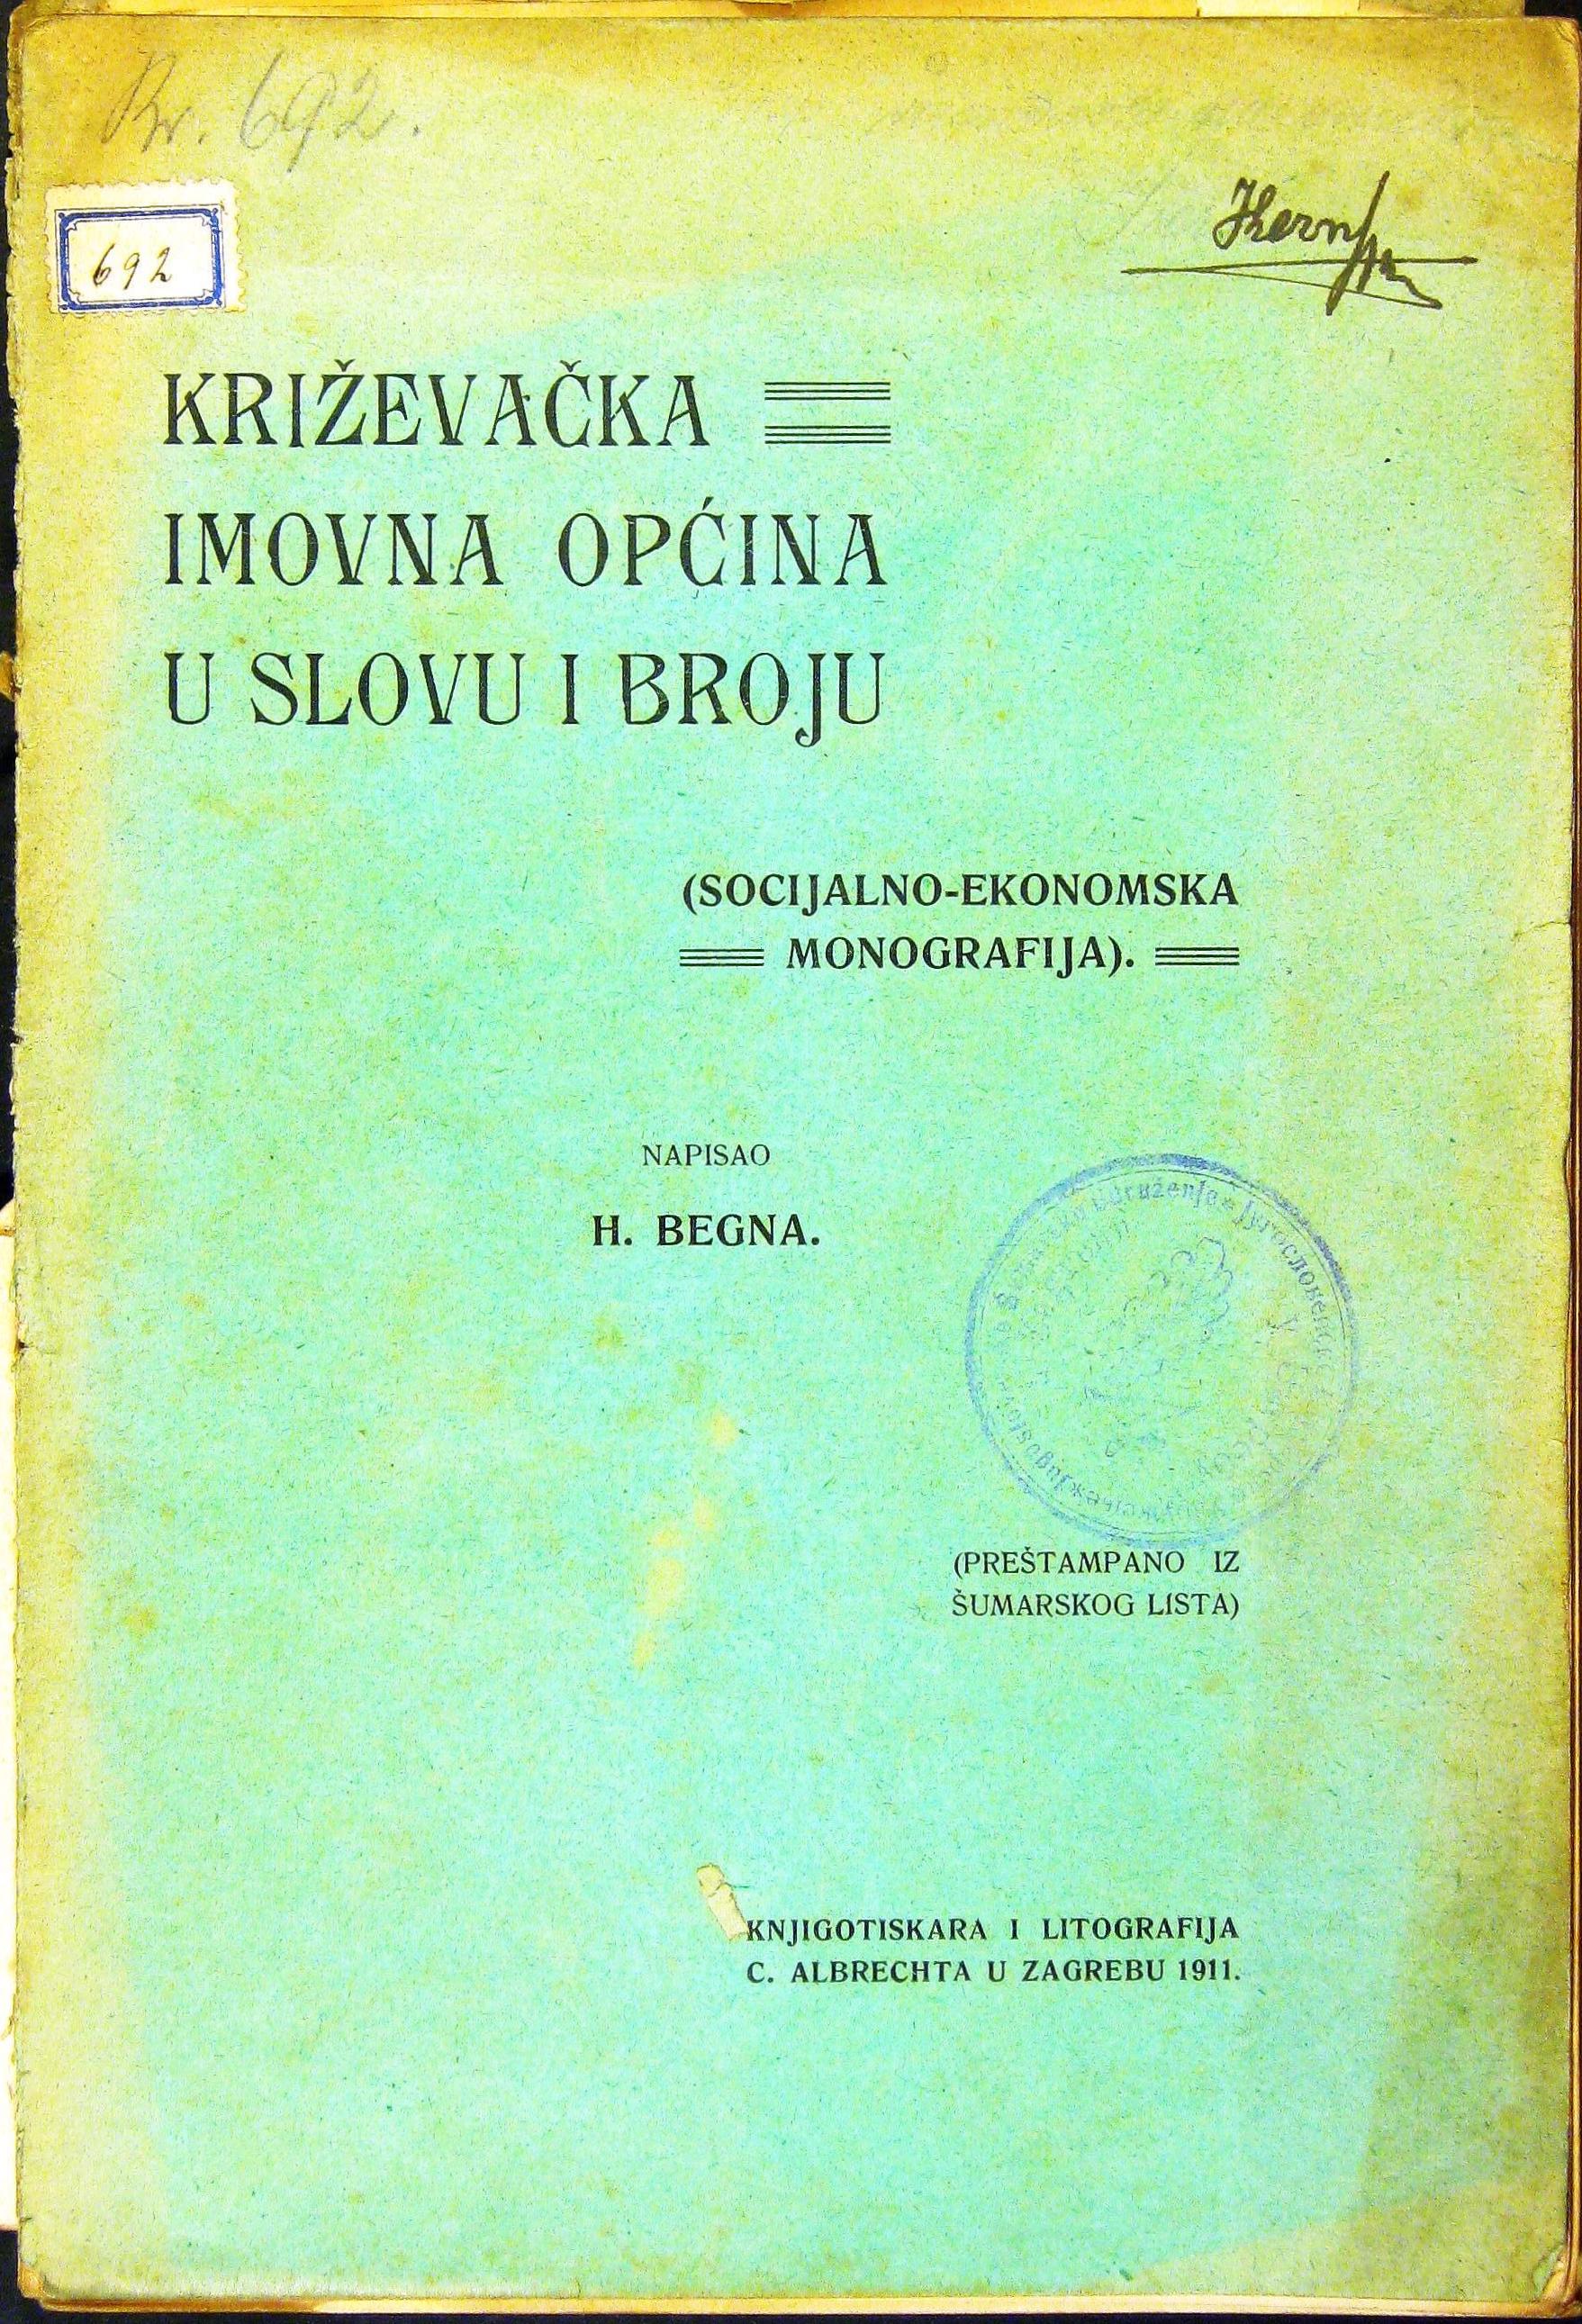 Br. 692.
692
KRIŽEVAČKA
IMOVNA OPĆINA
U SLOVU I BROJU
(SOCIJALNO-EKONOMSKA
MONOGRAFIJA).
NAPISAO
H. BEGNA.
(PREŠTAMPANO IZ
ŠUMARSKOG LISTA)
KNJIGOTISKARA I LITOGRAFIJA
C. ALBRECHTA U ZAGREBU 1911.